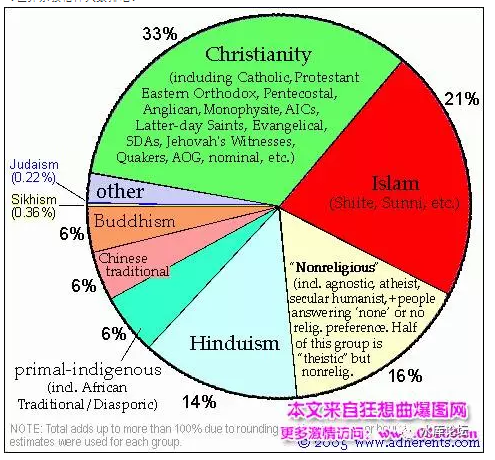 33%
Christianity
(including Catholic, Protestant
Eastern Orthodox, Pentecostal,
Anglican, Monophysite, AICs,
Latter-day Saints, Evangelical,
SDAs, Jehovah's Witnesses,
Quakers, AOG, nominal, etc.)
21%
Islam
(Shiite, Sunni, etc.)
Judaism
(0.22%)
Sikhism
(0.36%)
other
Buddhism
6%
Chinese
traditional
6%
6%
primal-indigenous
(incl. African
Traditional/Diasporic)
Hinduism
14%
"Nonreligious"
(incl. agnostic, atheist,
secular humanist, + people
answering 'none' or no
relig. preference. Half
of this group is
"theistic" but
nonrelig.
16%
本文来自狂想曲爆图网
NOTE: Total adds up to more than 100% due to rounding
更多激情访问:
estimates were used for each group.
© 2005 www.adherents.com